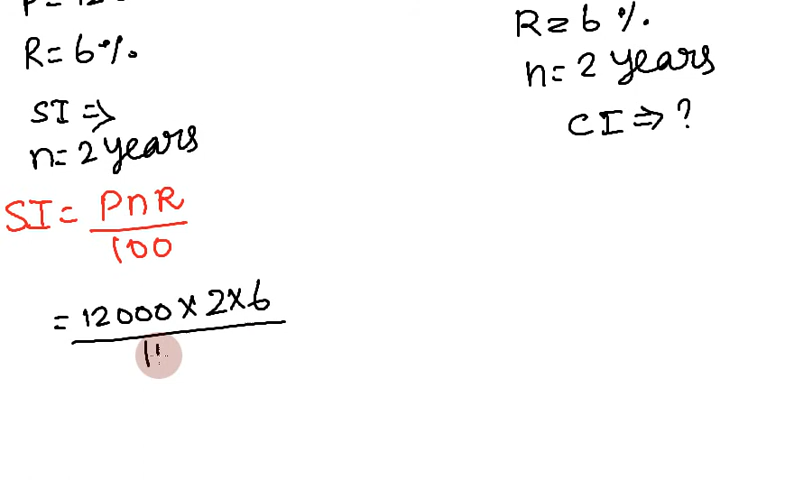 R= 6%
SI ⇒
n= 2 years
SI = PnR
100
= 12000 × 2 × 6
R= 6 %.
n= 2 years
CI ⇒ ?